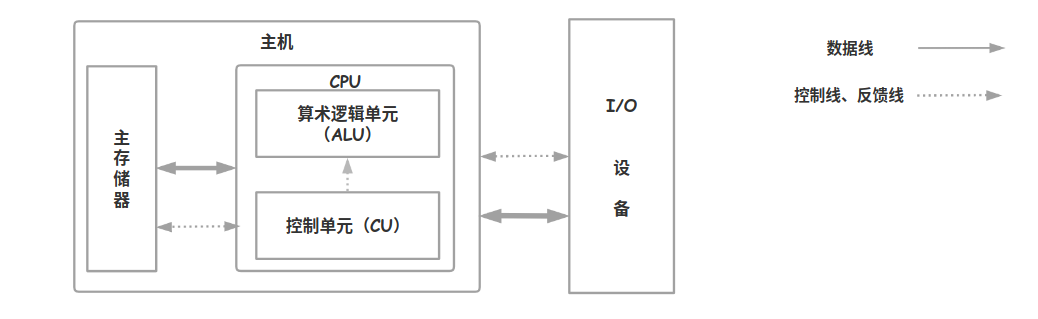 主机
CPU
算术逻辑单元
（ALU）
控制单元（CU）
主
存
储
器
I/O
设
备
数据线
控制线、反馈线